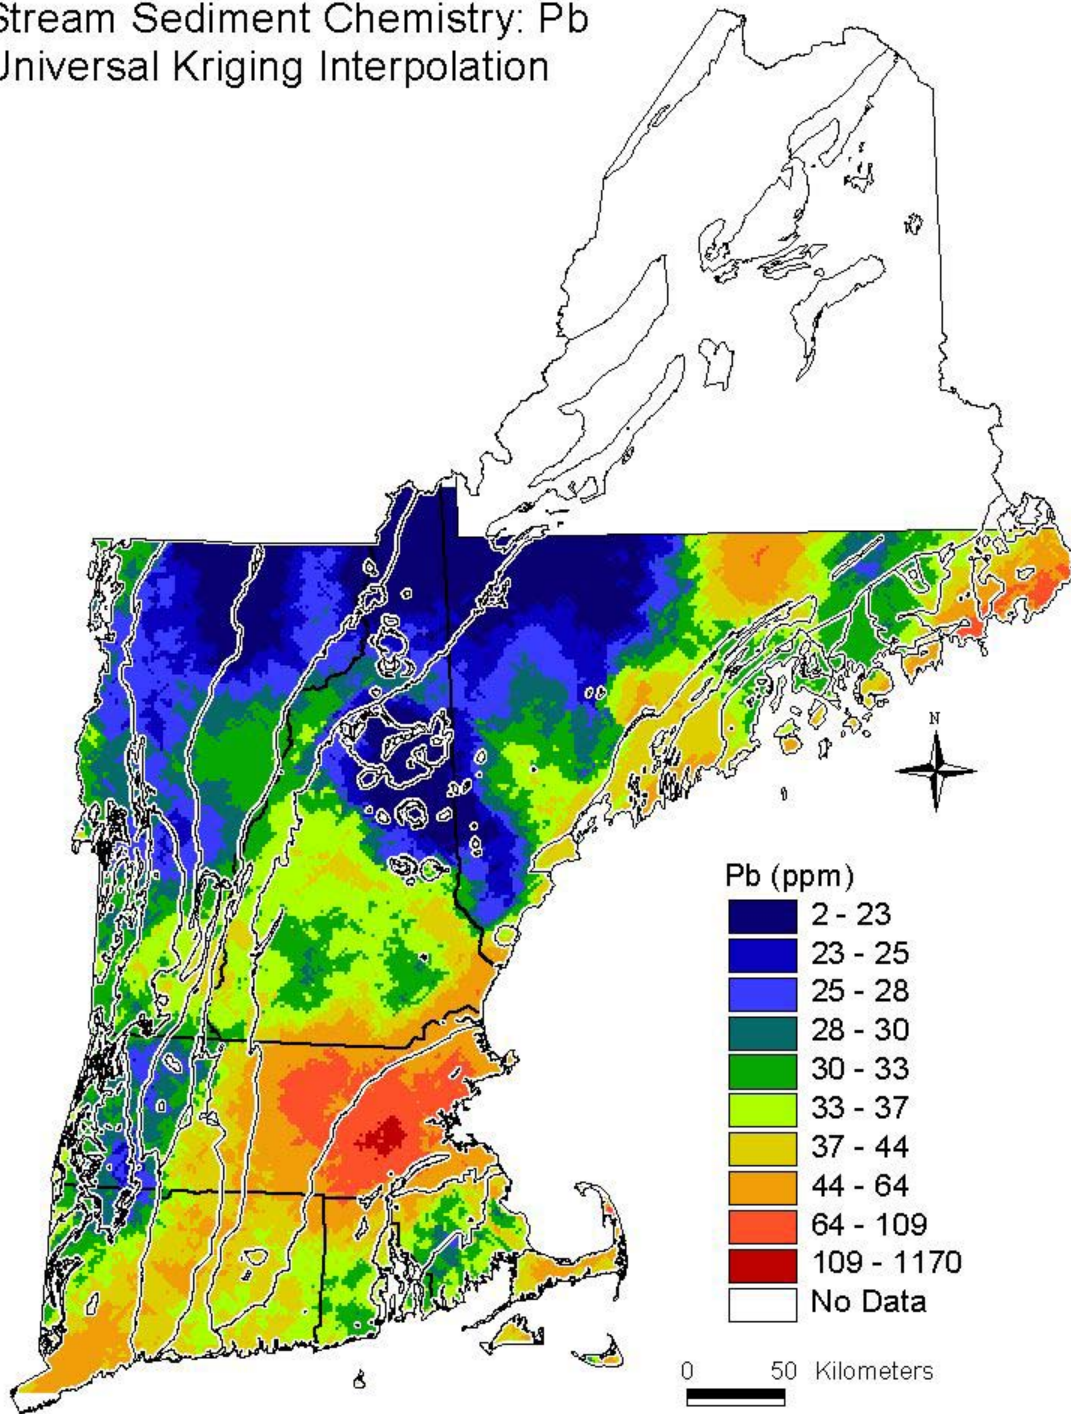 Stream Sediment Chemistry: Pb
Universal Kriging Interpolation
N
Pb (ppm)
2 - 23
23 - 25
25 - 28
28 - 30
30 - 33
33 - 37
37 - 44
44 - 64
64 - 109
109 - 1170
No Data
0 50 Kilometers